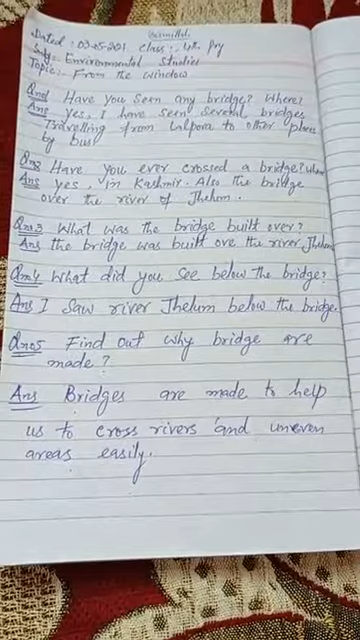 Bismillah
Dated: 03-05-2021 Class:- 4th Pry
Subj:- Environmental Studies
Topic:- From the window
Qno1 Have you seen any bridge? Where?
Ans yes, I have seen several bridges
Travelling from Lalpora to other places
by bus
Qno2 Have you ever crossed a bridge?
Ans yes, in Kashmir. Also the bridge
over the river of Jhelum.
Qno3 What was the bridge built over?
Ans the bridge was built ove the river Jhelum
Qno4 What did you see below the bridge?
Ans I Saw river Jhelum below the bridge.
Qno5 Find out why bridge are
made?
Ans Bridges are made to help
us to cross rivers and uneven
areas easily.